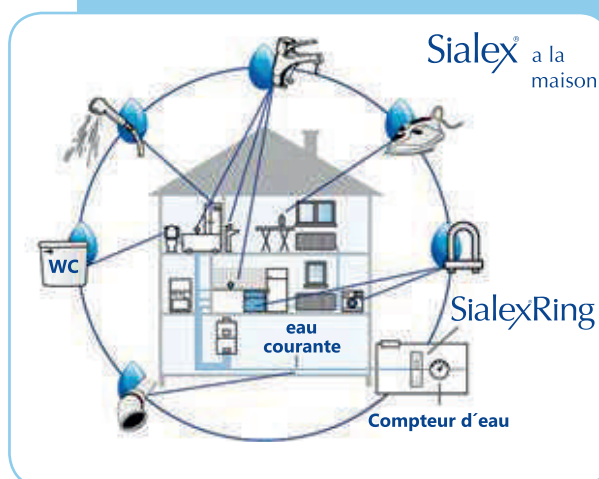 Sialex® a la
maison
WC
SialexRing
eau
courante
Compteur d´eau